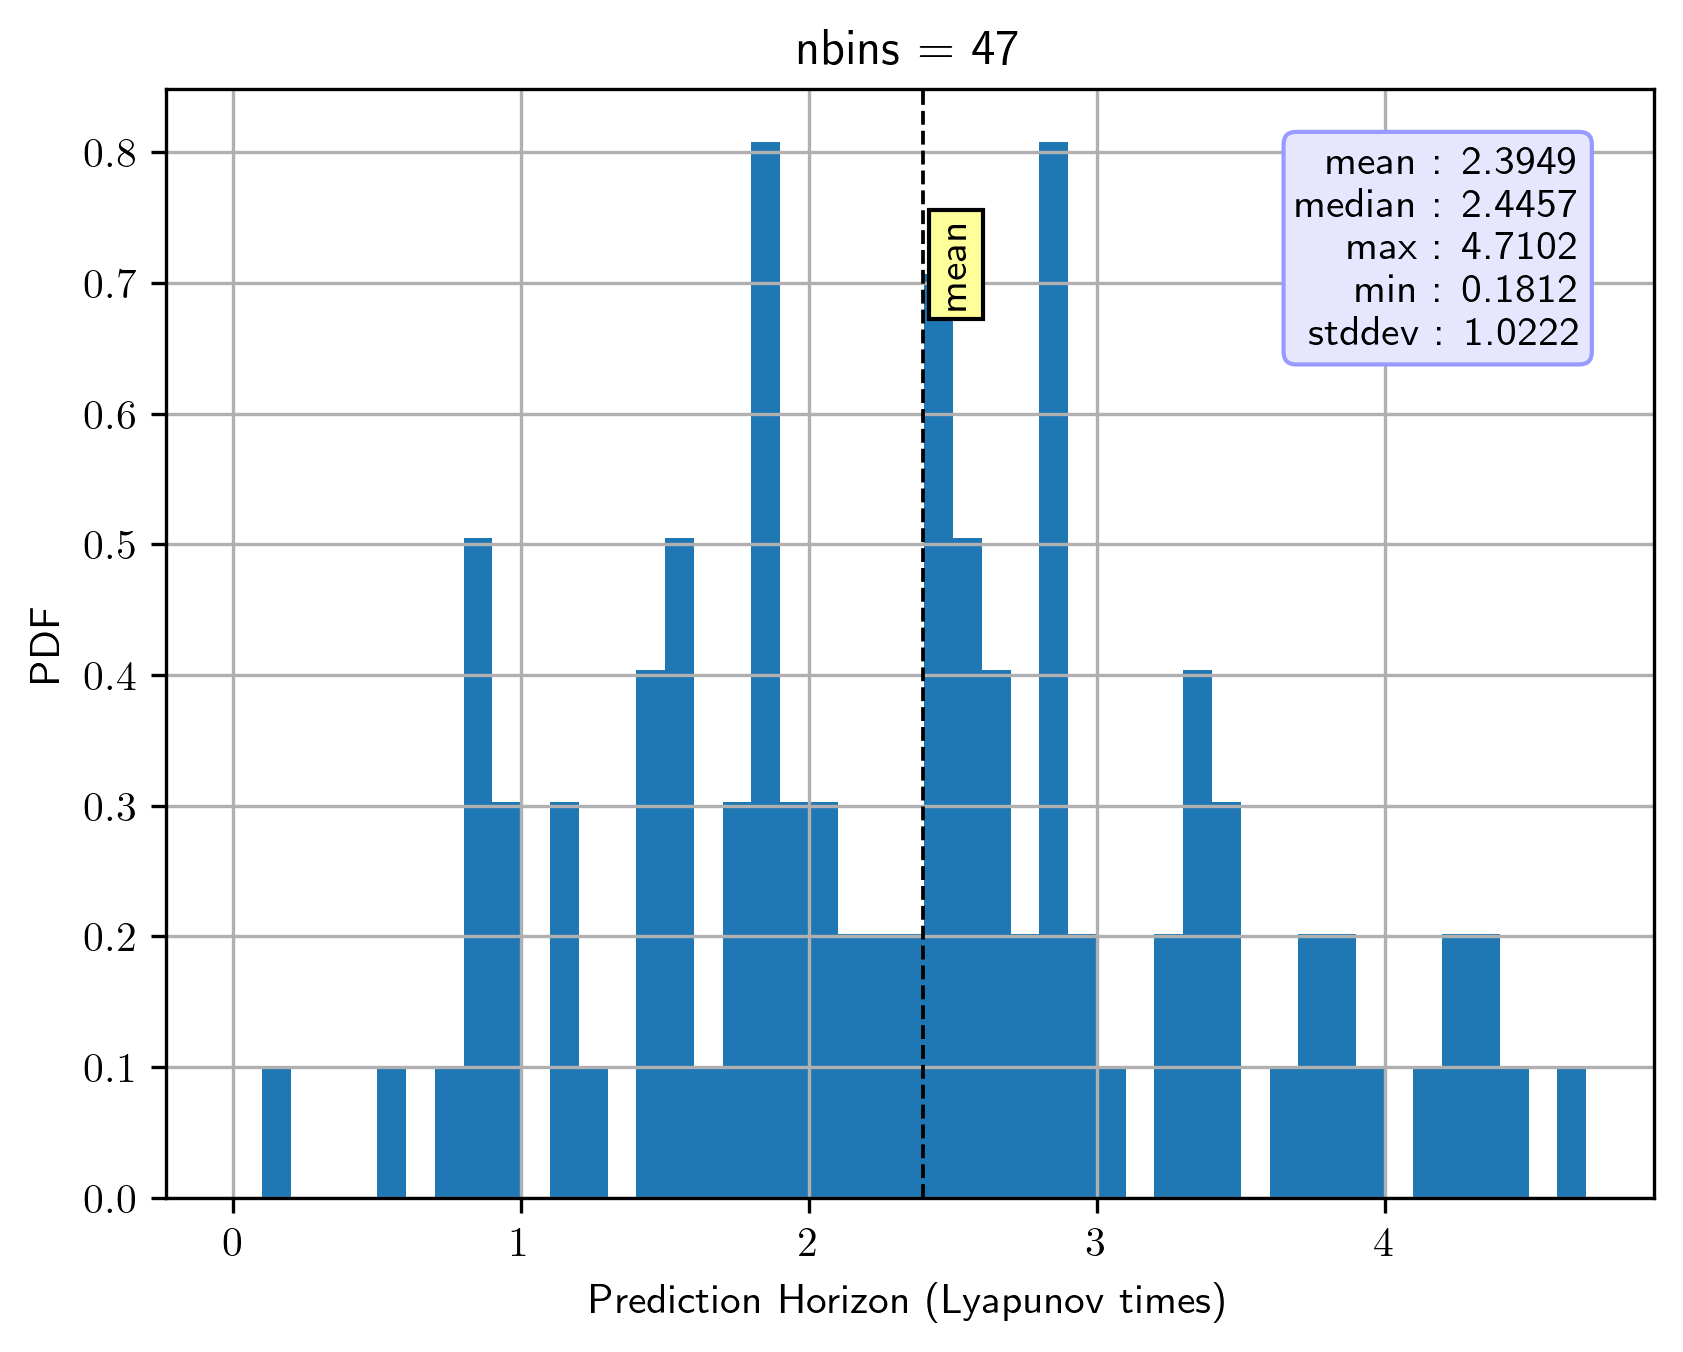 nbins = 47
mean : 2.3949
median : 2.4457
max : 4.7102
min : 0.1812
stddev : 1.0222
mean
PDF
0.8
0.7
0.6
0.5
0.4
0.3
0.2
0.1
0.0
0 1 2 3 4
Prediction Horizon (Lyapunov times)